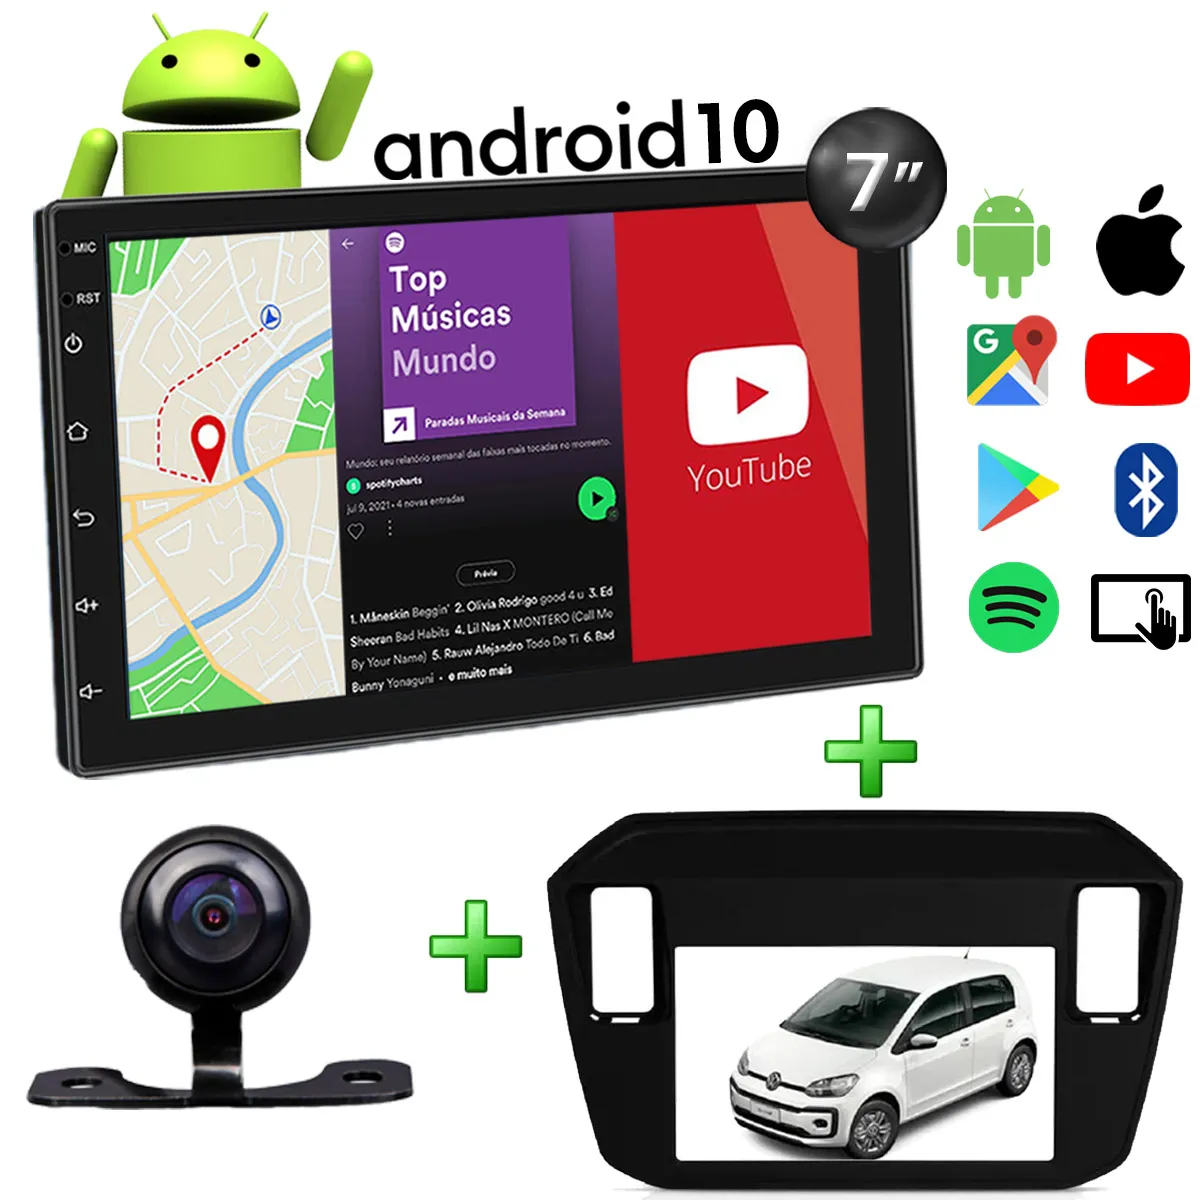 android10
7"
MIC
RST
Top
Músicas
Mundo
Paradas Musicais da Semana
Mundo: seu relatório semanal das faixas mais tocadas no momento.
spotifycharts
jul 9, 2021 • 4 novas entradas
Prévia
1. Måneskin Beggin' 2. Olivia Rodrigo good 4 u 3. Ed
Sheeran Bad Habits 4. Lil Nas X MONTERO (Call Me
By Your Name) 5. Rauw Alejandro Todo De Ti 6. Bad
Bunny Yonaguni • e muito mais
YouTube
G